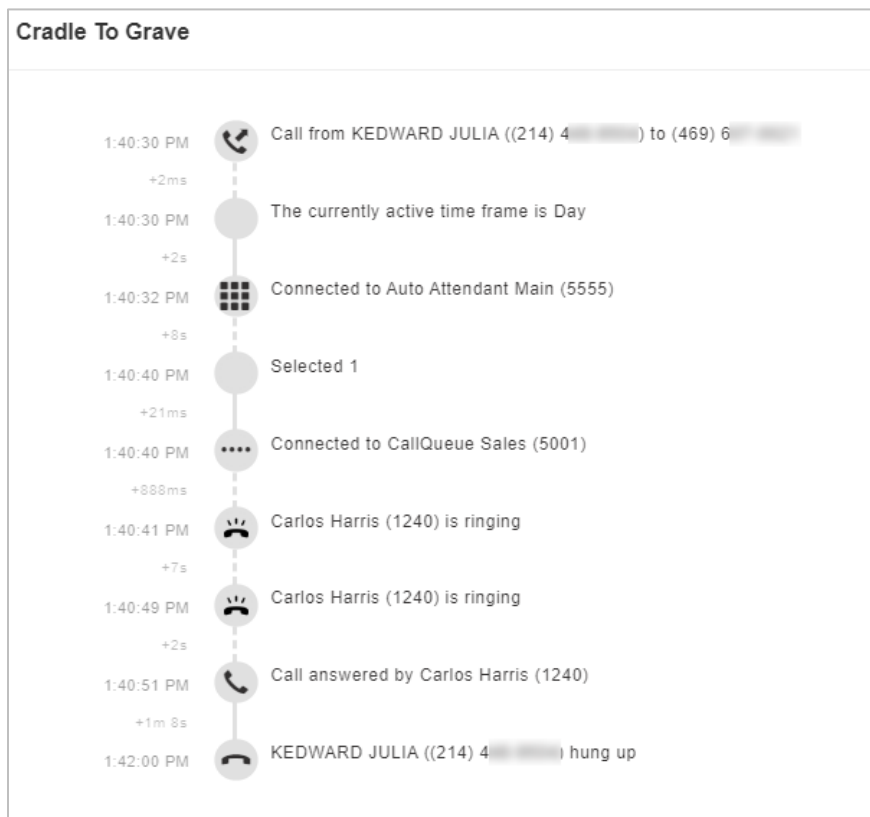 Cradle To Grave
1:40:30 PM Call from KEDWARD JULIA ((214) 4 ) to (469) 6
+2ms
1:40:30 PM The currently active time frame is Day
+2s
1:40:32 PM Connected to Auto Attendant Main (5555)
+8s
1:40:40 PM Selected 1
+21ms
1:40:40 PM Connected to CallQueue Sales (5001)
+888ms
1:40:41 PM Carlos Harris (1240) is ringing
+7s
1:40:49 PM Carlos Harris (1240) is ringing
+2s
1:40:51 PM Call answered by Carlos Harris (1240)
+1m 8s
1:42:00 PM KEDWARD JULIA ((214) 4 ) hung up